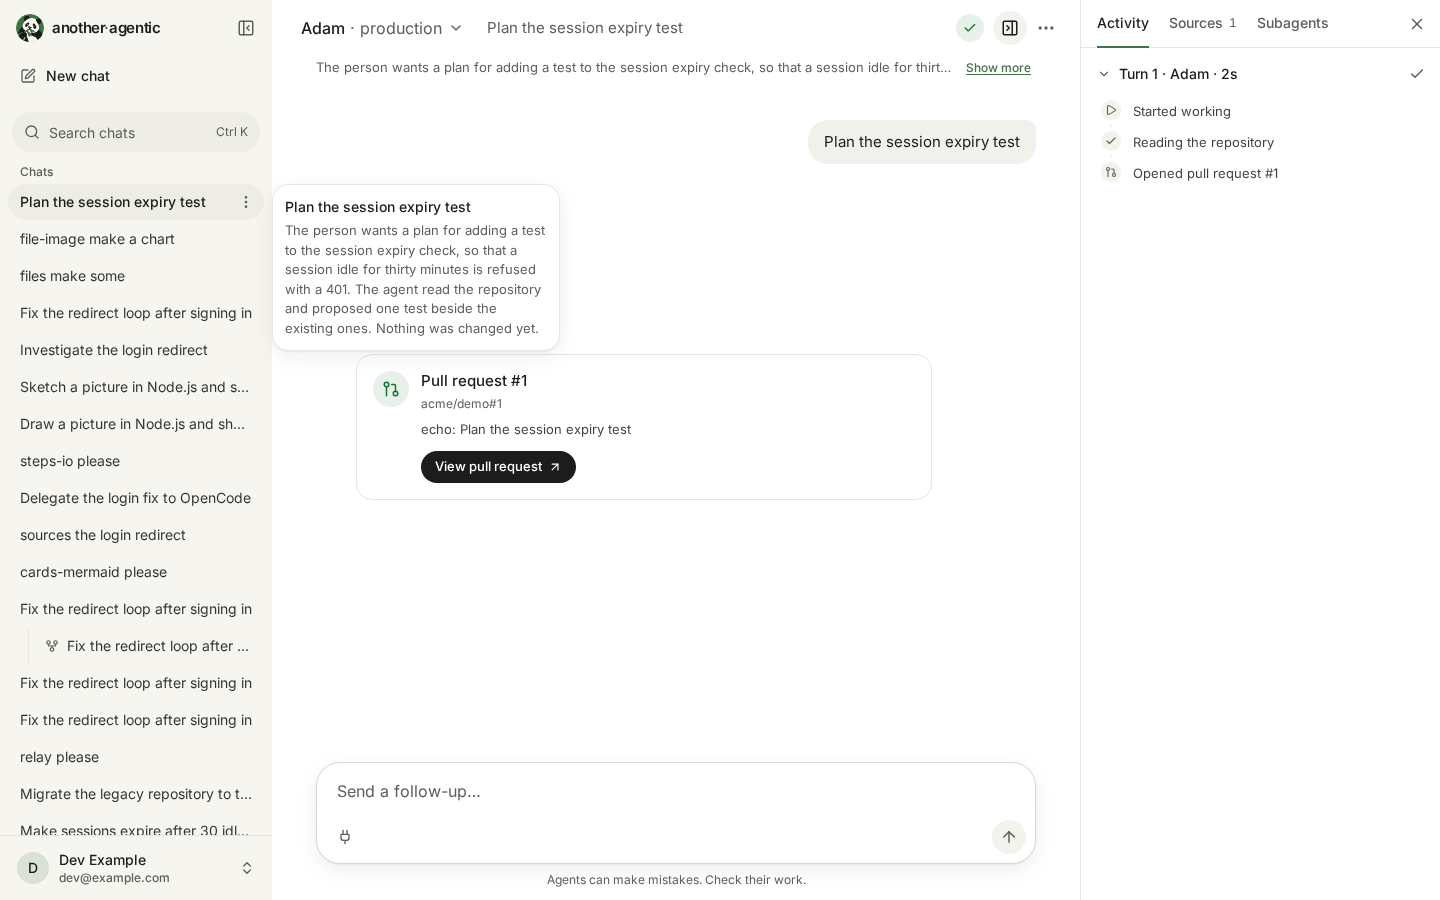 another·agentic
New chat
Search chats
Ctrl K
Chats
Plan the session expiry test
file-image make a chart
files make some
Fix the redirect loop after signing in
Investigate the login redirect
Sketch a picture in Node.js and s...
Draw a picture in Node.js and sh...
steps-io please
Delegate the login fix to OpenCode
sources the login redirect
cards-mermaid please
Fix the redirect loop after signing in
Fix the redirect loop after ...
Fix the redirect loop after signing in
Fix the redirect loop after signing in
relay please
Migrate the legacy repository to t...
Make sessions expire after 30 idl...
D
Dev Example
dev@example.com
Adam · production
Plan the session expiry test
The person wants a plan for adding a test to the session expiry check, so that a session idle for thirt...
Show more
Plan the session expiry test
Plan the session expiry test
The person wants a plan for adding a test
to the session expiry check, so that a
session idle for thirty minutes is refused
with a 401. The agent read the repository
and proposed one test beside the
existing ones. Nothing was changed yet.
Pull request #1
acme/demo#1
echo: Plan the session expiry test
View pull request
Send a follow-up...
Agents can make mistakes. Check their work.
Activity
Sources 1
Subagents
Turn 1 · Adam · 2s
Started working
Reading the repository
Opened pull request #1